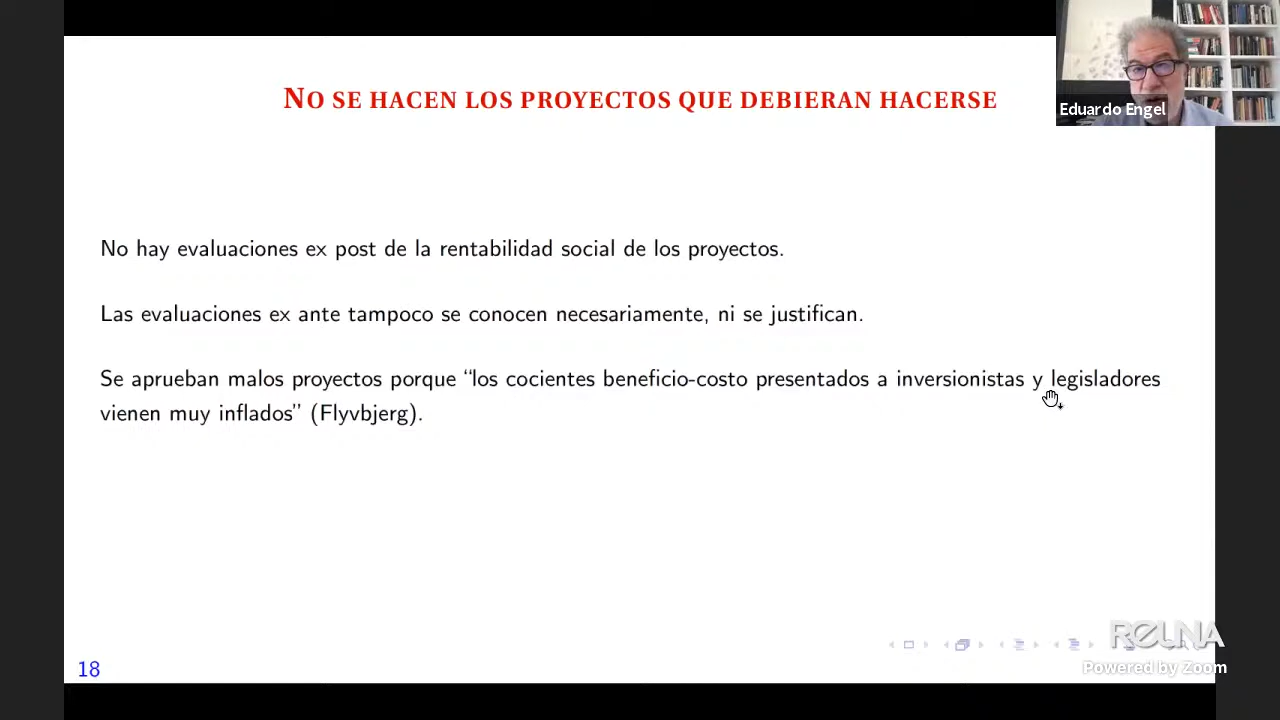 NO SE HACEN LOS PROYECTOS QUE DEBIERAN HACERSE
Eduardo Engel
No hay evaluaciones ex post de la rentabilidad social de los proyectos.
Las evaluaciones ex ante tampoco se conocen necesariamente, ni se justifican.
Se aprueban malos proyectos porque “los cocientes beneficio-costo presentados a inversionistas y legisladores
vienen muy inflados” (Flyvbjerg).
REUNA
Powered by Zoom
18